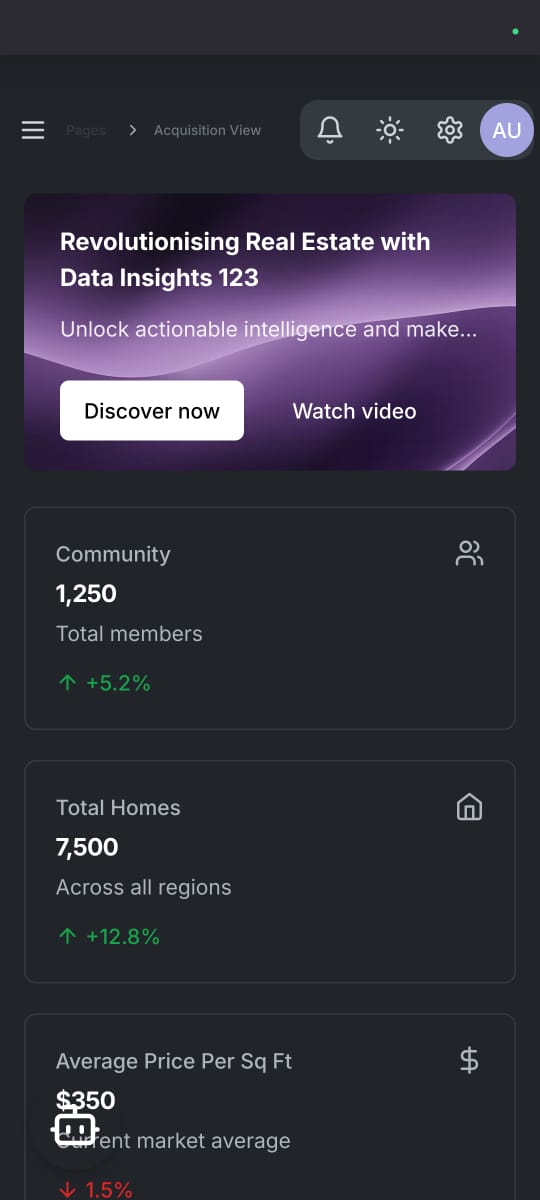 Pages
Acquisition View
AU
Revolutionising Real Estate with
Data Insights 123
Unlock actionable intelligence and make...
Discover now
Watch video
Community
1,250
Total members
+5.2%
Total Homes
7,500
Across all regions
+12.8%
Average Price Per Sq Ft
$350
Current market average
1.5%